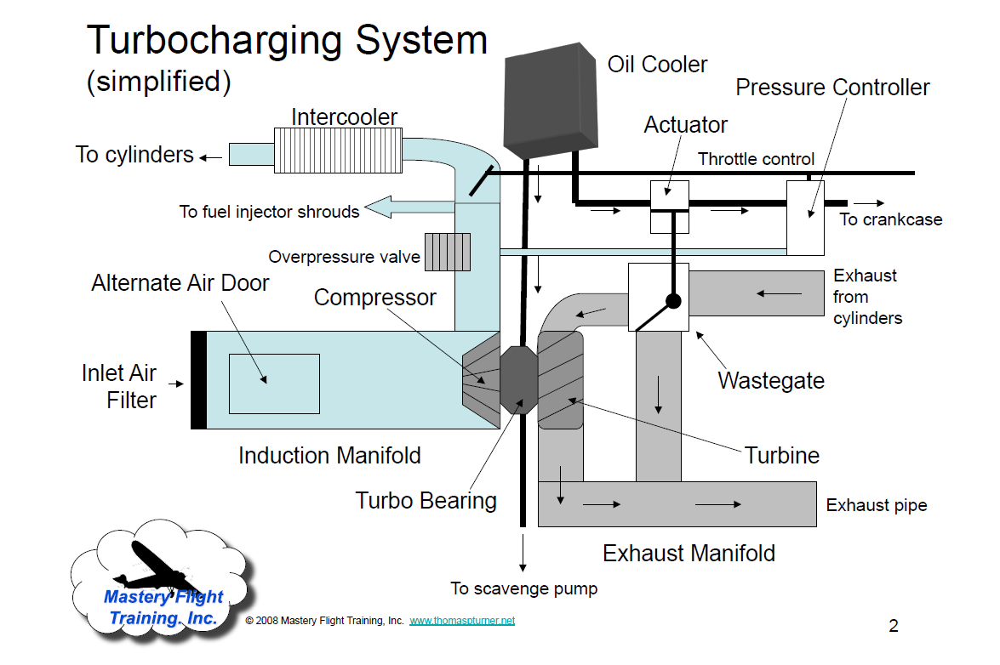 Turbocharging System
(simplified)
Oil Cooler
Pressure Controller
Intercooler
Actuator
To cylinders
Throttle control
To fuel injector shrouds
To crankcase
Overpressure valve
Alternate Air Door
Compressor
Exhaust
from
cylinders
Inlet Air
Filter
Wastegate
Induction Manifold
Turbine
Turbo Bearing
Exhaust pipe
Exhaust Manifold
To scavenge pump
Mastery Flight
Training. Inc.
© 2008 Mastery Flight Training, Inc. www.thomaspturner.net
2